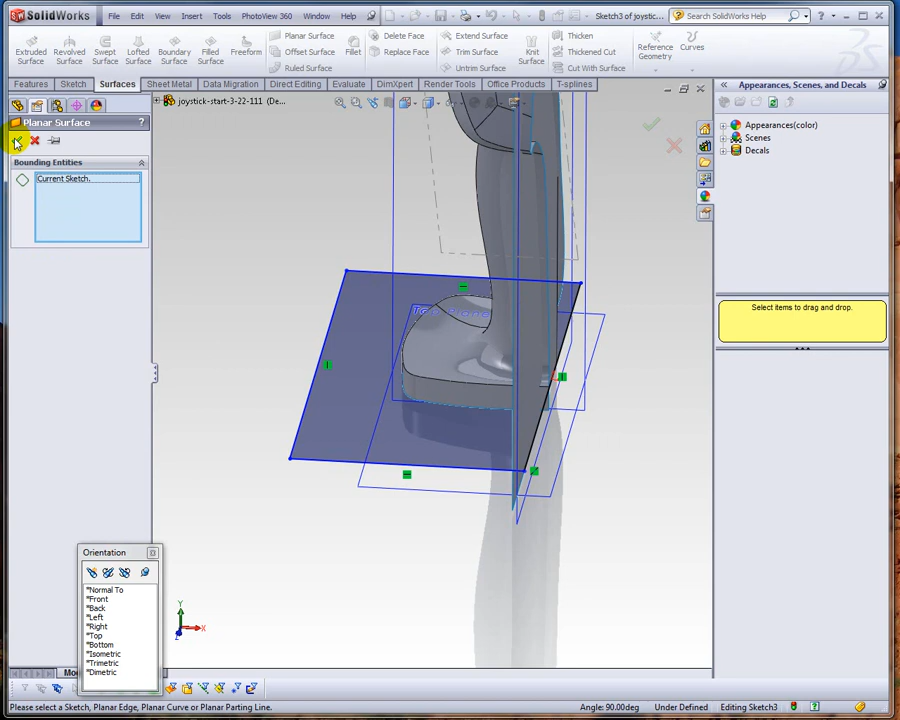 SolidWorks
File Edit View Insert Tools PhotoView 360 Window Help
Sketch3 of joystic...
Search SolidWorks Help
Extruded Surface
Revolved Surface
Swept Surface
Lofted Surface
Boundary Surface
Filled Surface
Freeform
Planar Surface
Offset Surface
Ruled Surface
Fillet
Delete Face
Replace Face
Extend Surface
Trim Surface
Untrim Surface
Knit Surface
Thicken
Thickened Cut
Cut With Surface
Reference Geometry
Curves
Features Sketch Surfaces Sheet Metal Data Migration Direct Editing Evaluate DimXpert Render Tools Office Products T-splines
Appearances, Scenes, and Decals
joystick-start-3-22-111 (De...
Planar Surface ?
Bounding Entities
Current Sketch.
Appearances(color)
Scenes
Decals
Select items to drag and drop.
Top Plane
Orientation
*Normal To
*Front
*Back
*Left
*Right
*Top
*Bottom
*Isometric
*Trimetric
*Dimetric
Y
X
Z
Please select a Sketch, Planar Edge, Planar Curve or Planar Parting Line.
Angle: 90.00deg Under Defined Editing Sketch3